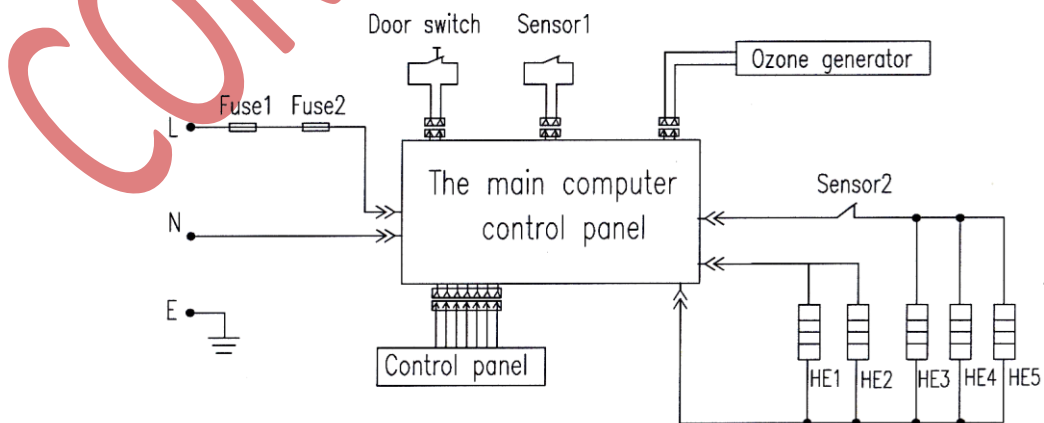 Door switch
Sensor1
Ozone generator
Fuse1
Fuse2
L
The main computer
control panel
Sensor2
N
E
Control panel
HE1
HE2
HE3
HE4
HE5